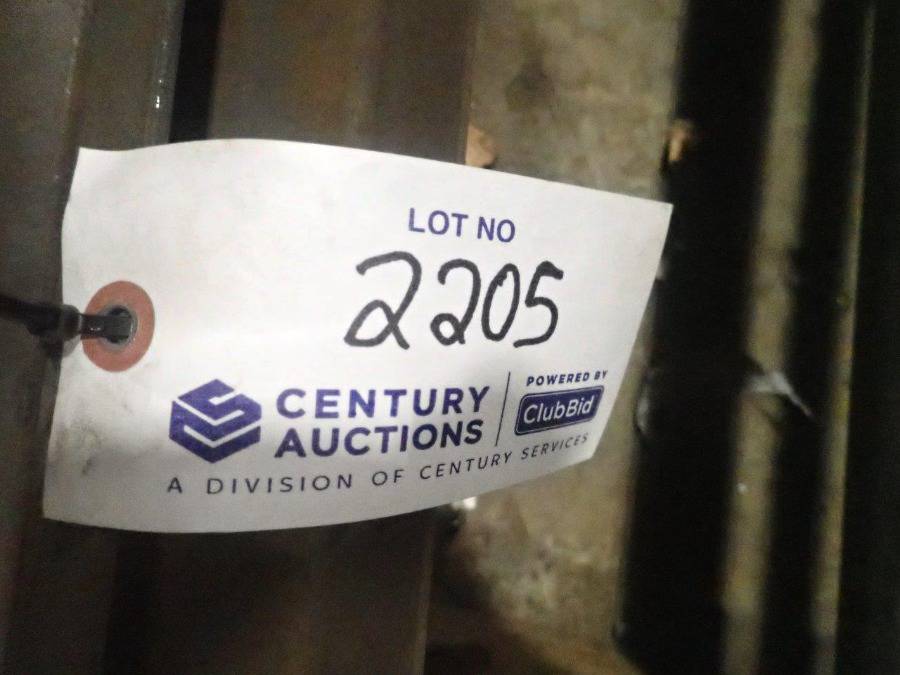 LOT NO
2205
CENTURY AUCTIONS
POWERED BY
ClubBid
A DIVISION OF CENTURY SERVICES